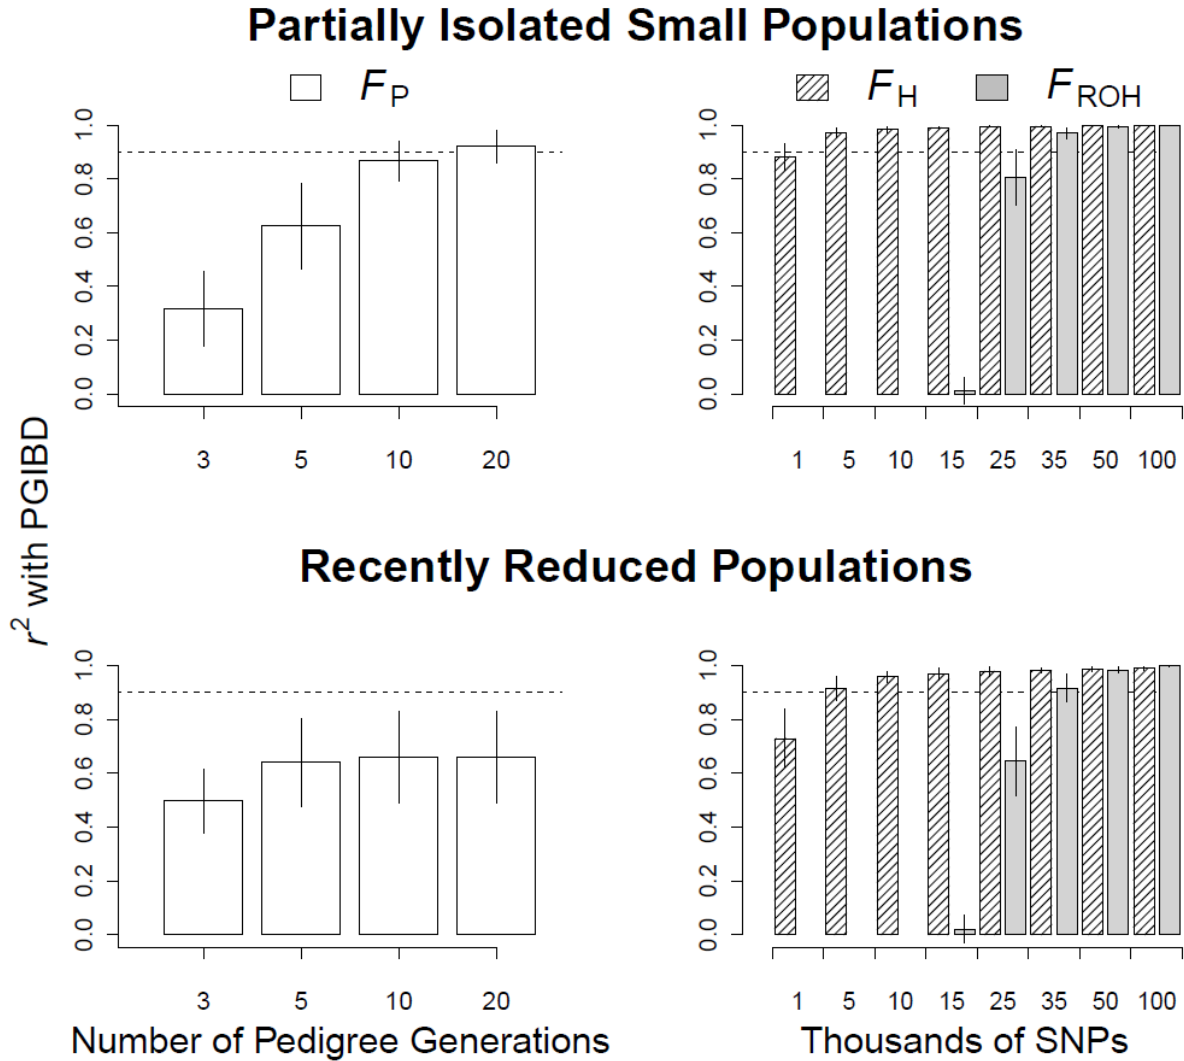 Partially Isolated Small Populations
F_P
F_H F_ROH
1.0
0.8
0.6
0.4
0.2
0.0
3 5 10 20
1.0
0.8
0.6
0.4
0.2
0.0
1 5 10 15 25 35 50 100
r² with PGIBD
Recently Reduced Populations
1.0
0.8
0.6
0.4
0.2
0.0
3 5 10 20
Number of Pedigree Generations
1.0
0.8
0.6
0.4
0.2
0.0
1 5 10 15 25 35 50 100
Thousands of SNPs